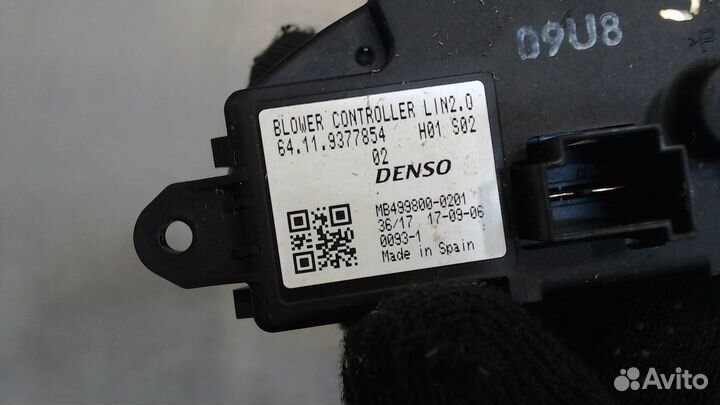 D9U8
BLOWER CONTROLLER LIN2.0
64.11.9377854 H01 S02
02
DENSO
MB499800-0201
36/17 17-09-06
0093-1
Made in Spain
Avito